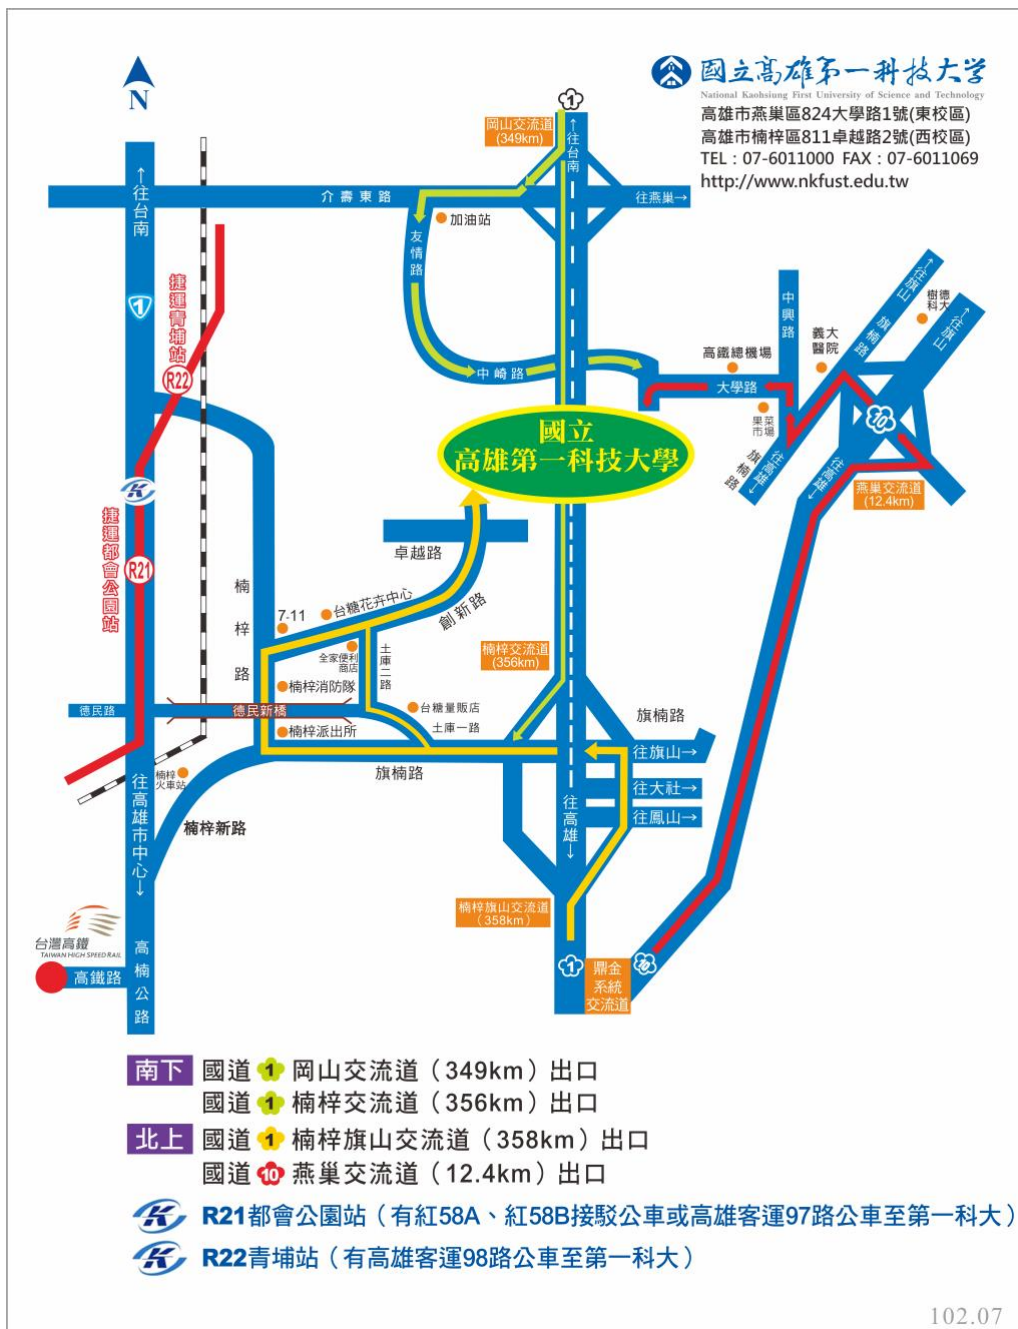 N
國立高雄第一科技大学
National Kaohsiung First University of Science and Technology
高雄市燕巢區824大學路1號(東校區)
高雄市楠梓區811卓越路2號(西校區)
TEL : 07-6011000 FAX : 07-6011069
http://www.nkfust.edu.tw
1
岡山交流道
(349km)
←往台南
←往台南
介壽東路
往燕巢→
加油站
友情路
中崎路
1
捷運青埔站
R22
中興路
←往旗山
旗楠路
樹德
科大
←往旗山
義大
醫院
高鐵總機場
大學路
果菜
市場
10
旗楠路
往高雄→
往高雄→
燕巢交流道
(12.4km)
國立
高雄第一科技大學
捷運都會公園站
R21
卓越路
創新路
楠梓路
7-11
台糖花卉中心
全家便利
商店
土庫二路
楠梓交流道
(356km)
楠梓消防隊
德民路
德民新橋
台糖量販店
土庫一路
楠梓派出所
旗楠路
旗楠路
往旗山→
往大社→
往鳳山→
楠梓
火車站
往高雄市中心→
往高雄→
楠梓新路
楠梓旗山交流道
(358km)
台灣高鐵
TAIWAN HIGH SPEED RAIL
高鐵路
高楠公路
1
鼎金
系統
交流道
10
南下 國道 1 岡山交流道（349km）出口
國道 1 楠梓交流道（356km）出口
北上 國道 1 楠梓旗山交流道（358km）出口
國道 10 燕巢交流道（12.4km）出口
R21都會公園站（有紅58A、紅58B接駁公車或高雄客運97路公車至第一科大）
R22青埔站（有高雄客運98路公車至第一科大）
102.07